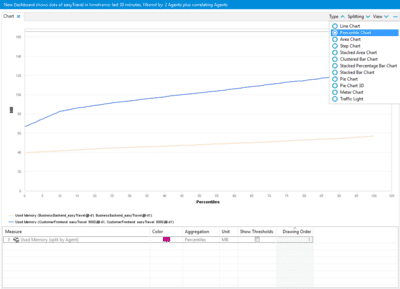 New Dashboard shows data of easyTravel in timeframe last 30 minutes, filtered by: 2 Agents plus correlating Agents
Chart
Type Splitting View
Line Chart
Percentile Chart
Area Chart
Step Chart
Stacked Area Chart
Clustered Bar Chart
Stacked Percentage Bar Chart
Stacked Bar Chart
Pie Chart
Pie Chart 3D
Meter Chart
Traffic Light
160
140
120
100
80
60
40
20
0
MB
0 5 10 15 20 25 30 35 40 45 50 55 60 65 70 75 80 85 90 95 100
Percentiles
Used Memory
Used Memory
Measure Color Aggregation Unit Show Thresholds Drawing Order
Used Memory (split by Agent) Percentiles MB 1